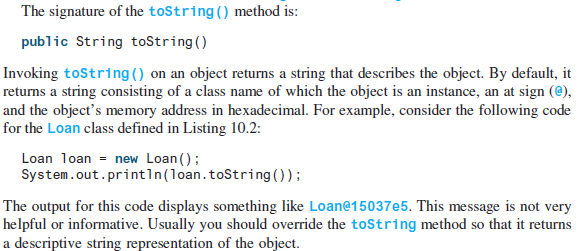 The signature of the toString() method is:
public String toString()
Invoking toString() on an object returns a string that describes the object. By default, it
returns a string consisting of a class name of which the object is an instance, an at sign (@),
and the object's memory address in hexadecimal. For example, consider the following code
for the Loan class defined in Listing 10.2:
Loan loan = new Loan();
System.out.println(loan.toString());
The output for this code displays something like Loan@15037e5. This message is not very
helpful or informative. Usually you should override the toString method so that it returns
a descriptive string representation of the object.